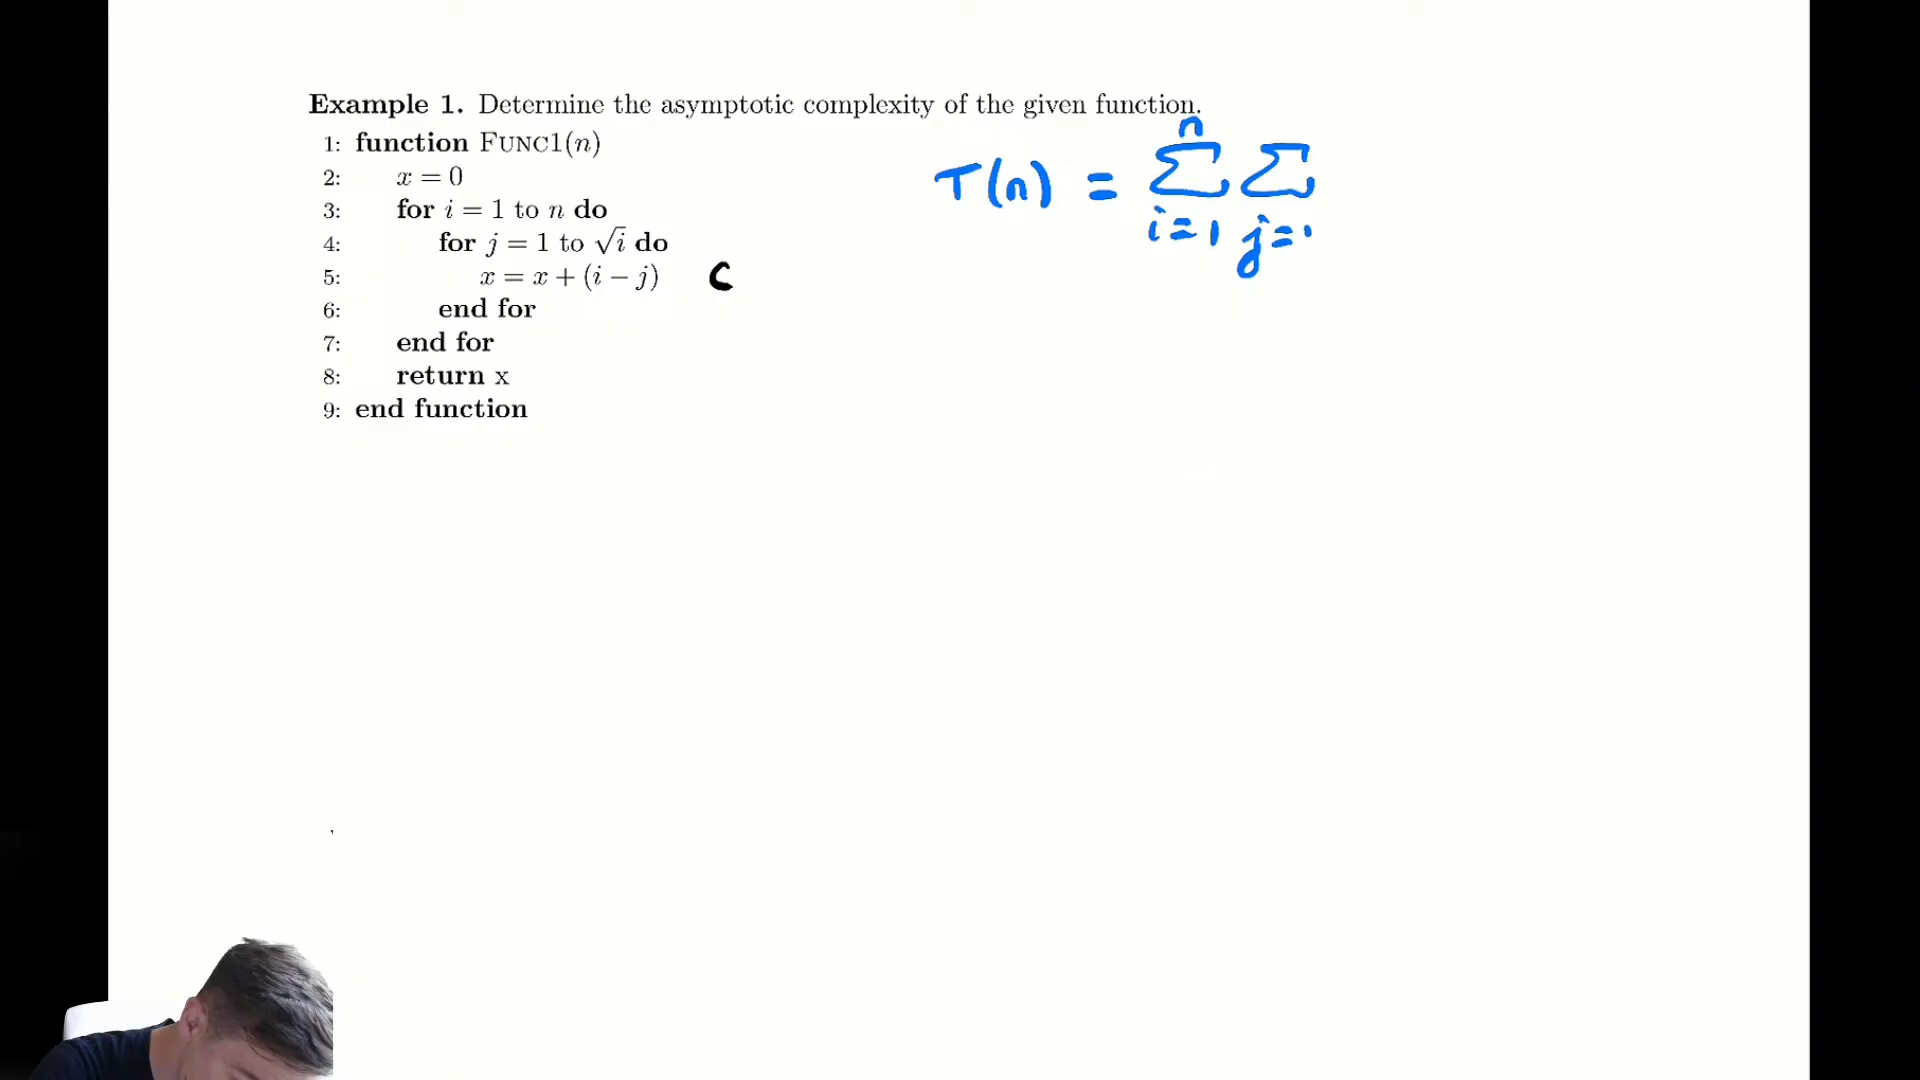 Example 1. Determine the asymptotic complexity of the given function.
1: function FUNC1(n)
2: x = 0
3: for i = 1 to n do
4: for j = 1 to √i do
5: x = x + (i − j) C
6: end for
7: end for
8: return x
9: end function
n
T(n) = Σ Σ
i=1 j=1